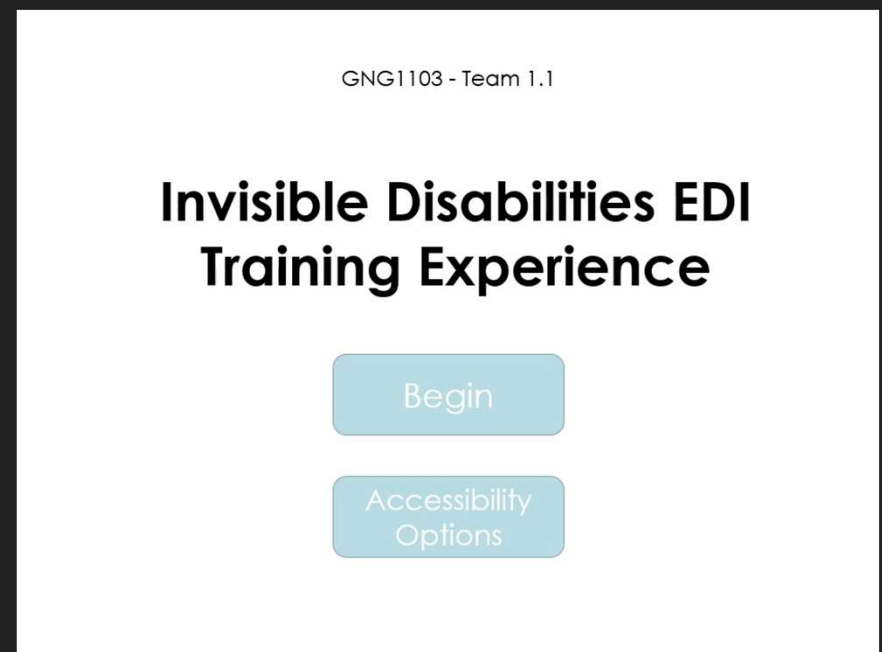 GNG1103 - Team 1.1
Invisible Disabilities EDI
Training Experience
Begin
Accessibility
Options